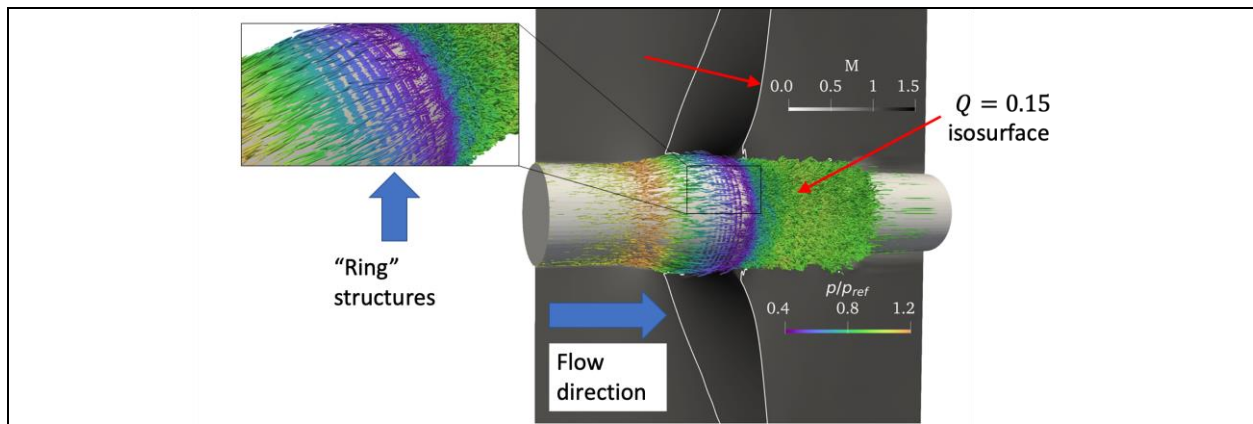 M
0.0 0.5 1 1.5
Q = 0.15
isosurface
"Ring"
structures
p/p_ref
0.4 0.8 1.2
Flow
direction